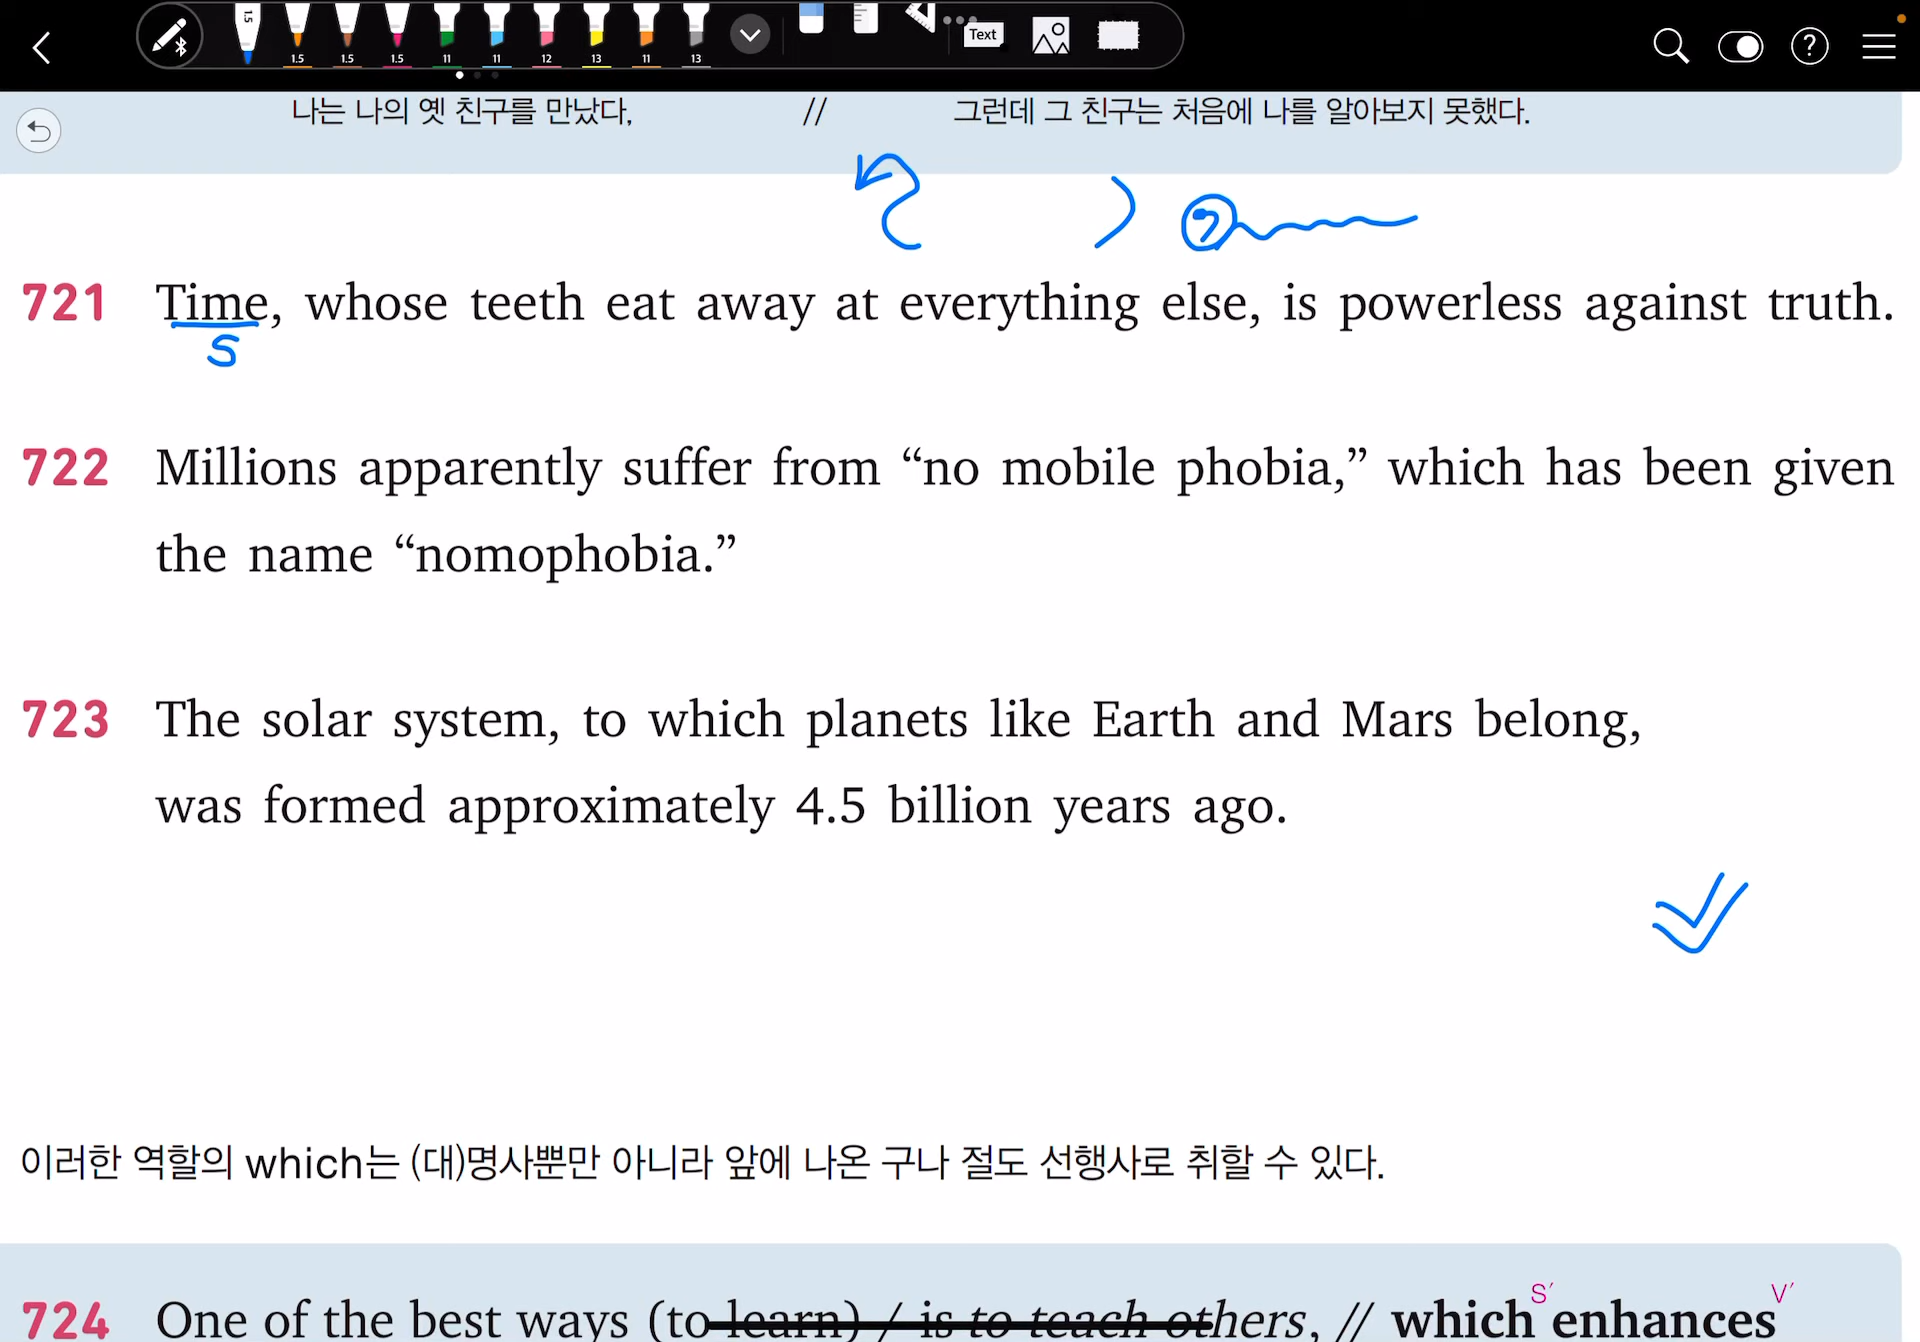 1.5 1.5 1.5 1.5 11 11 12 13 11 13 Text ?
나는 나의 옛 친구를 만났다, // 그런데 그 친구는 처음에 나를 알아보지 못했다.
721 Time, whose teeth eat away at everything else, is powerless against truth.
S
722 Millions apparently suffer from “no mobile phobia,” which has been given
the name “nomophobia.”
723 The solar system, to which planets like Earth and Mars belong,
was formed approximately 4.5 billion years ago.
이러한 역할의 which는 (대)명사뿐만 아니라 앞에 나온 구나 절도 선행사로 취할 수 있다.
S′ V′
724 One of the best ways (to learn) / is to teach others, // which enhances